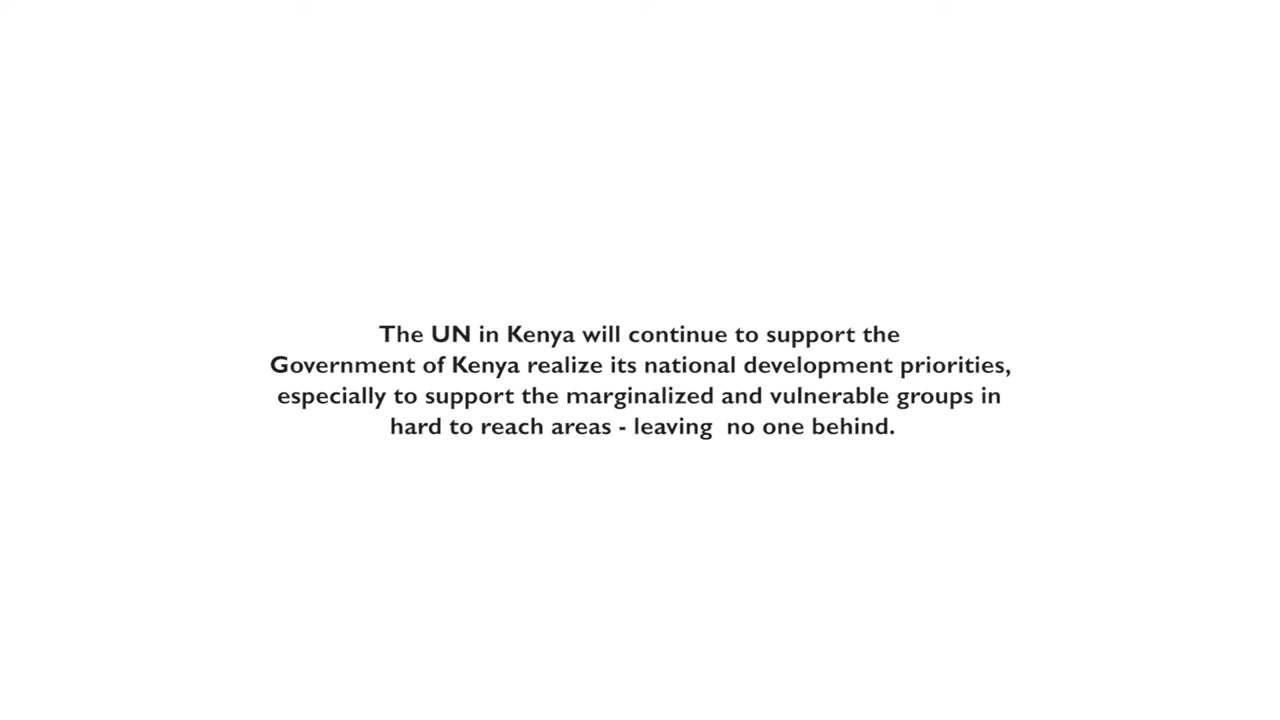 The UN in Kenya will continue to support the
Government of Kenya realize its national development priorities,
especially to support the marginalized and vulnerable groups in
hard to reach areas - leaving  no one behind.